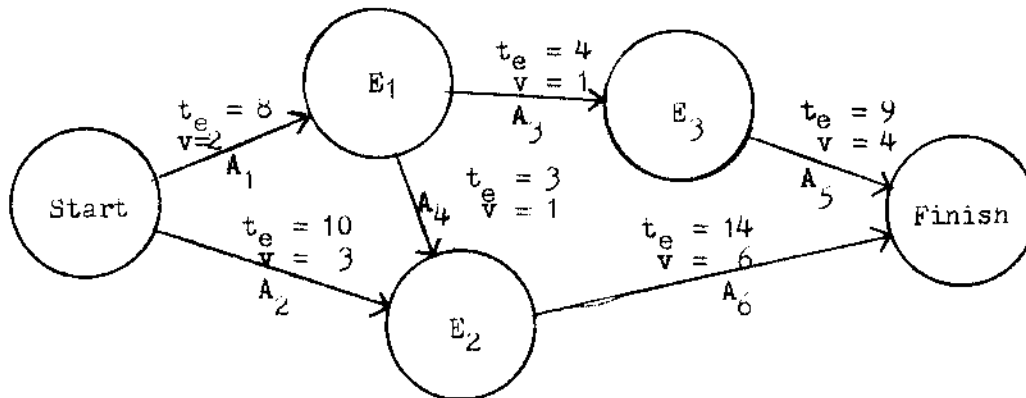 t_e = 4
v = 1
A_3
E_1
E_3
t_e = 8
v=2
A_1
t_e = 9
v = 4
A_5
Start
t_e = 3
v = 1
A_4
t_e = 10
v = 3
A_2
t_e = 14
v = 6
A_6
Finish
E_2